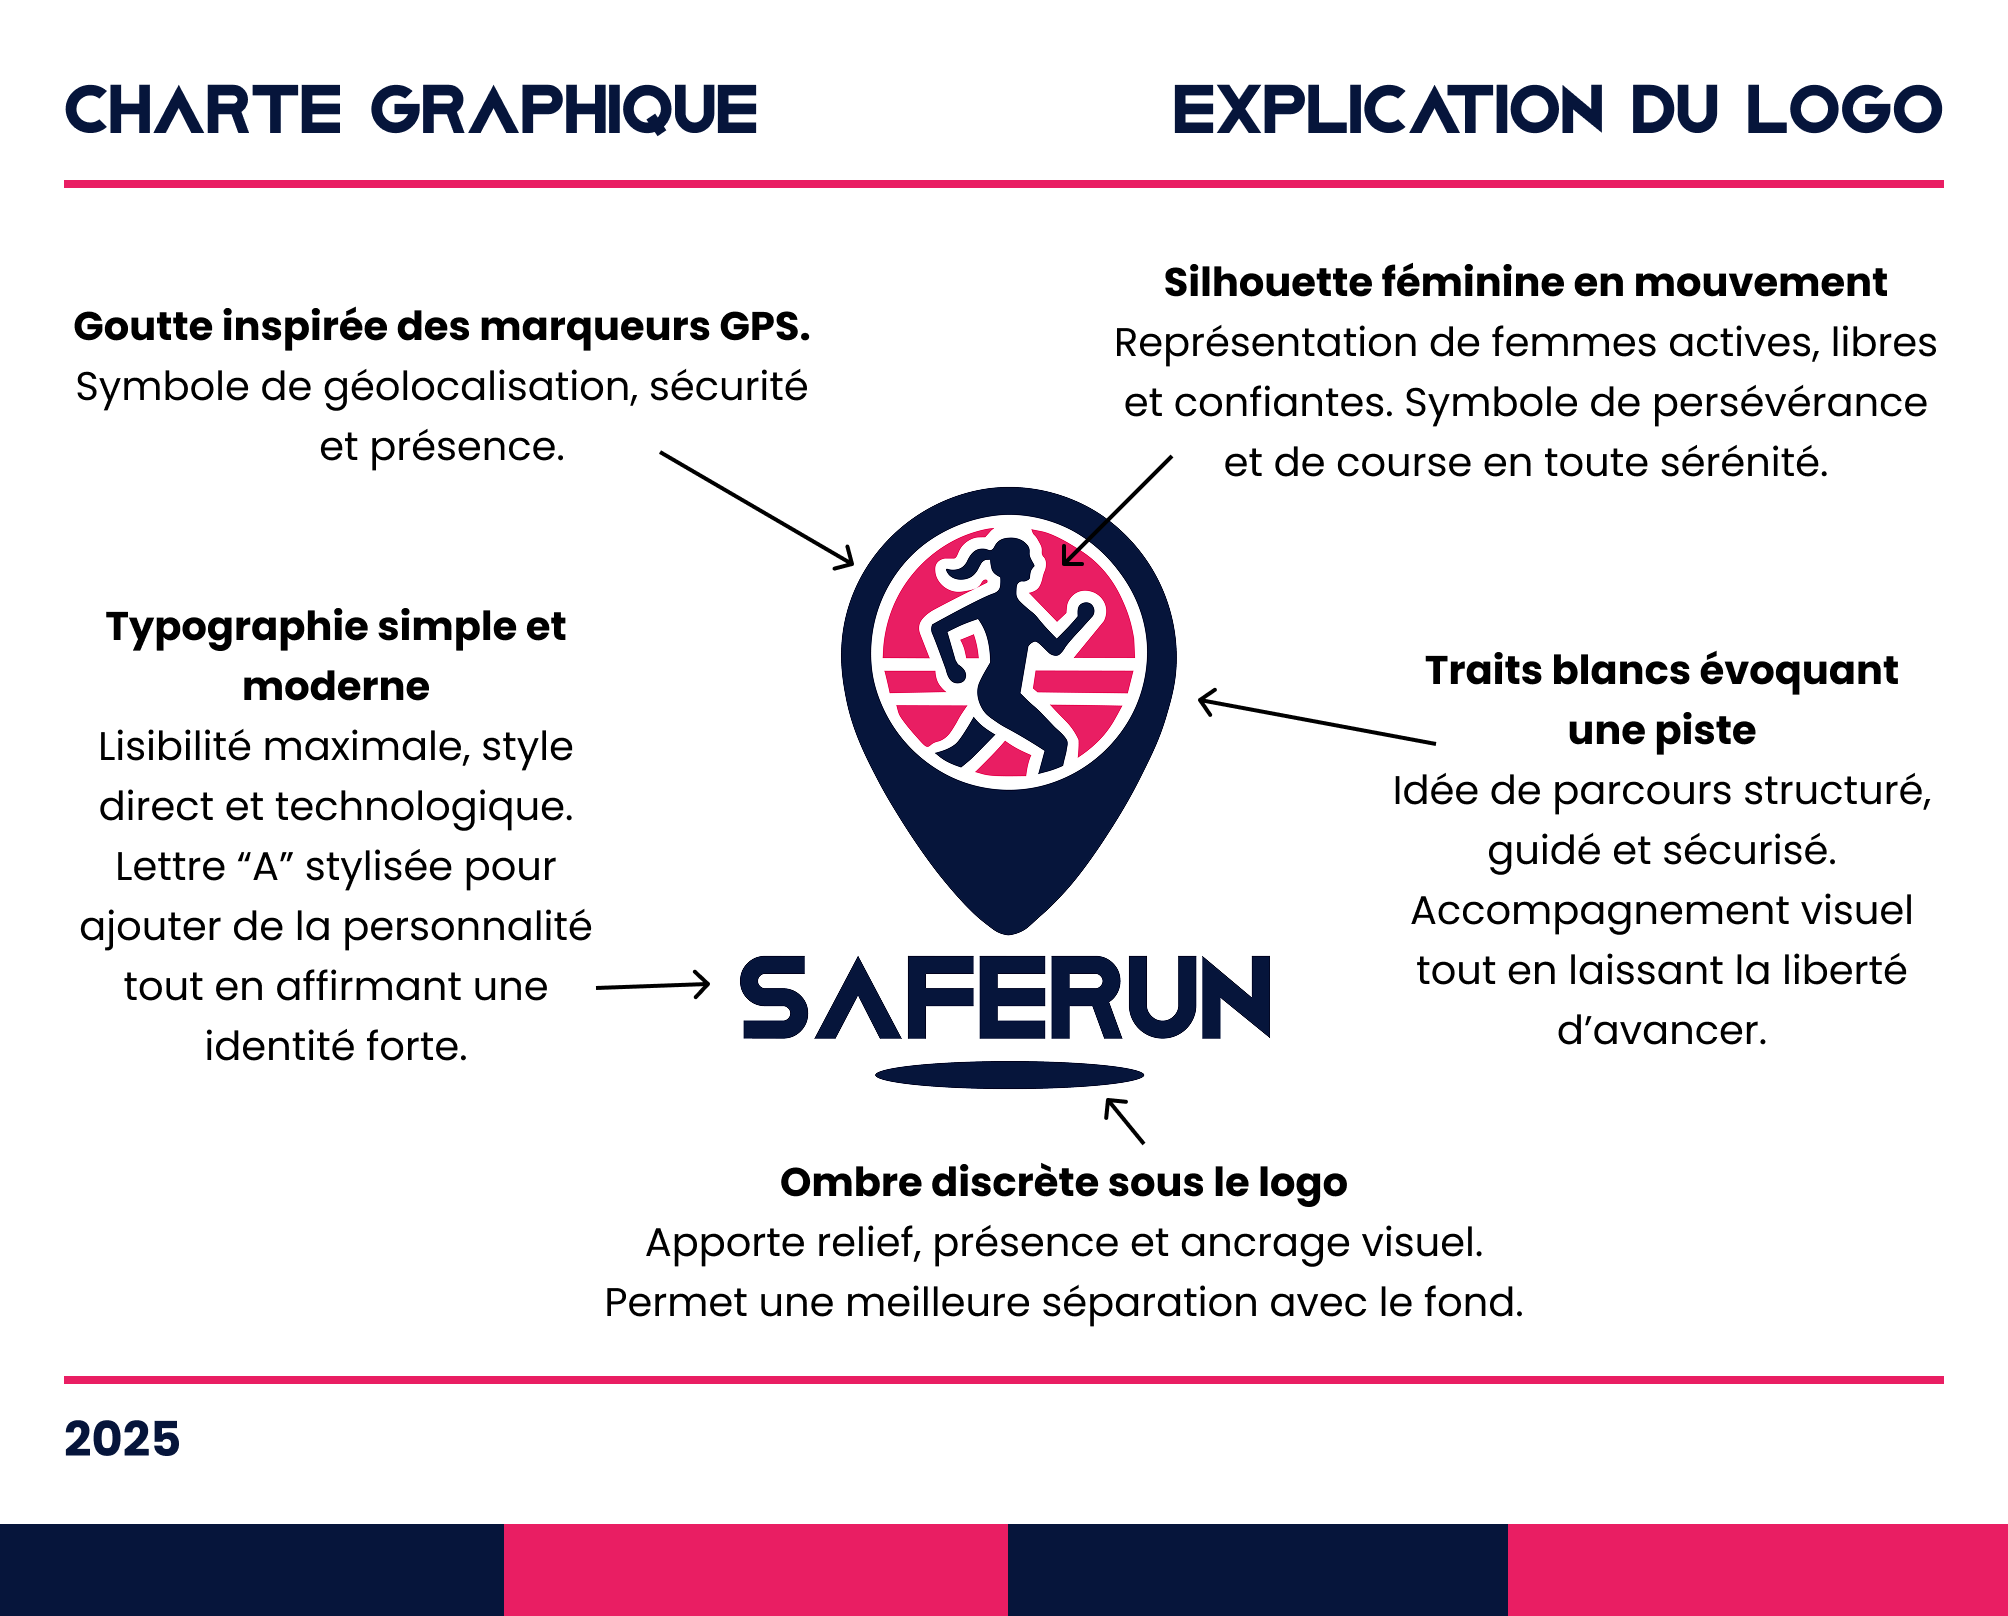 CHARTE GRAPHIQUE
EXPLICATION DU LOGO
Goutte inspirée des marqueurs GPS.
Symbole de géolocalisation, sécurité
et présence.
Silhouette féminine en mouvement
Représentation de femmes actives, libres
et confiantes. Symbole de persévérance
et de course en toute sérénité.
Typographie simple et
moderne
Lisibilité maximale, style
direct et technologique.
Lettre “A” stylisée pour
ajouter de la personnalité
tout en affirmant une
identité forte.
Traits blancs évoquant
une piste
Idée de parcours structuré,
guidé et sécurisé.
Accompagnement visuel
tout en laissant la liberté
d’avancer.
SAFERUN
Ombre discrète sous le logo
Apporte relief, présence et ancrage visuel.
Permet une meilleure séparation avec le fond.
2025